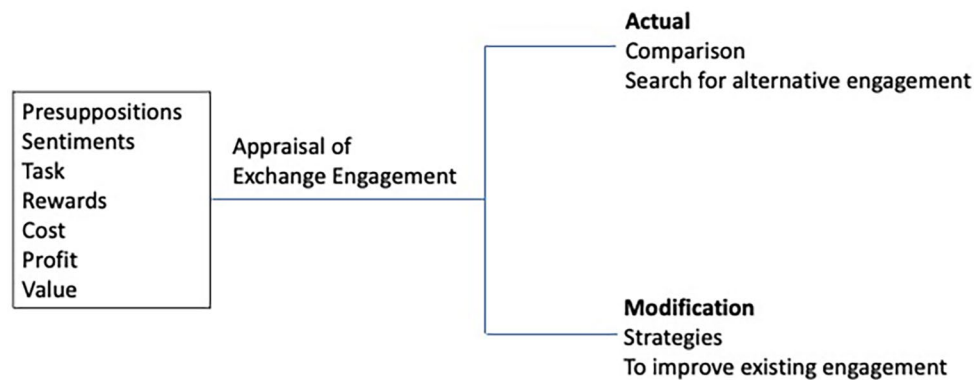 Actual
Comparison
Search for alternative engagement
Presuppositions
Sentiments
Task
Rewards
Cost
Profit
Value
Appraisal of
Exchange Engagement
Modification
Strategies
To improve existing engagement